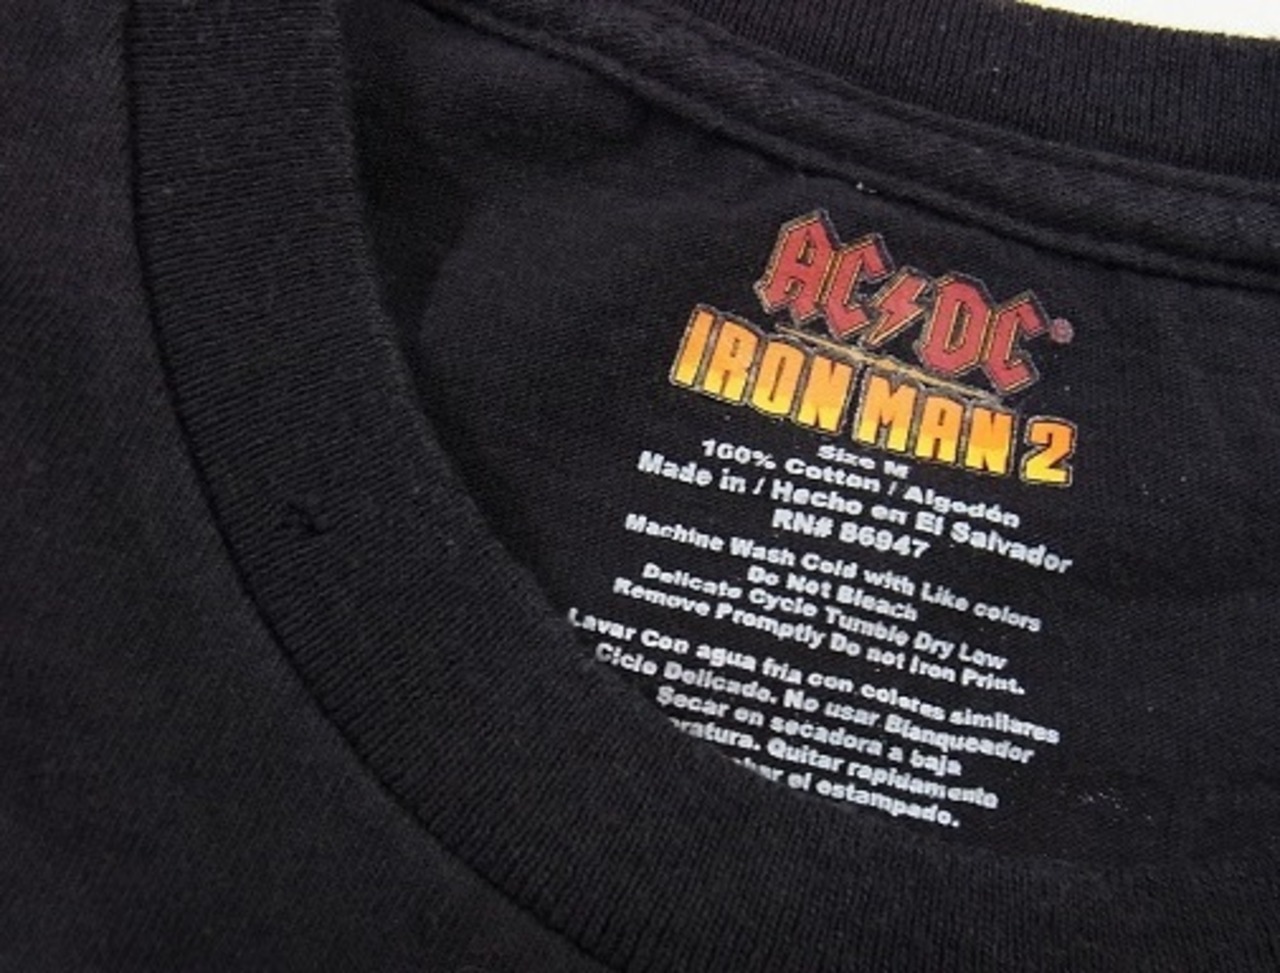 AC⚡DC®
IRON MAN 2
Size M
100% Cotton / Algodón
Made in / Hecho en El Salvador
RN# 86947
Machine Wash Cold with Like colors
Do Not Bleach
Delicate Cycle Tumble Dry Low
Remove Promptly Do not Iron Print.
Lavar Con agua fria con colores similares
Ciclo Delicado. No usar Blanqueador
Secar en secadora a baja
ratura. Quitar rapidamente
el estampado.